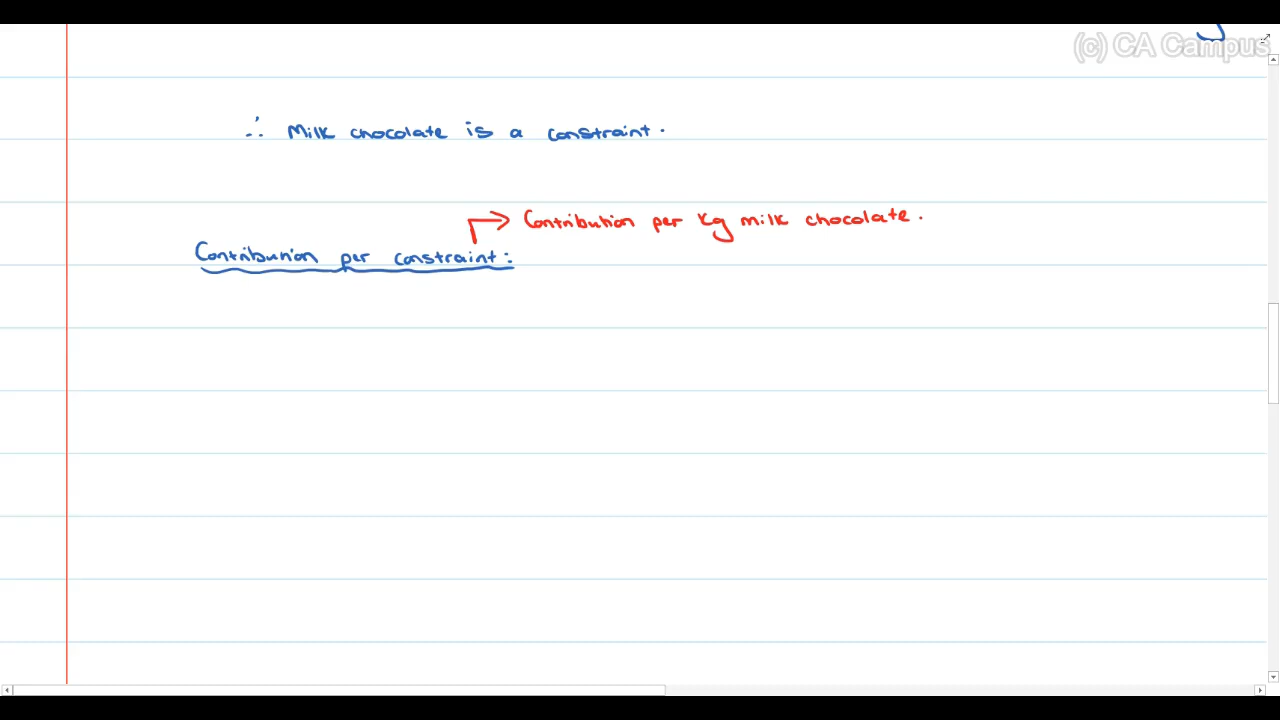 (c) CA Campus
∴ Milk chocolate is a constraint.
Contribution per kg milk chocolate.
Contribution per constraint: